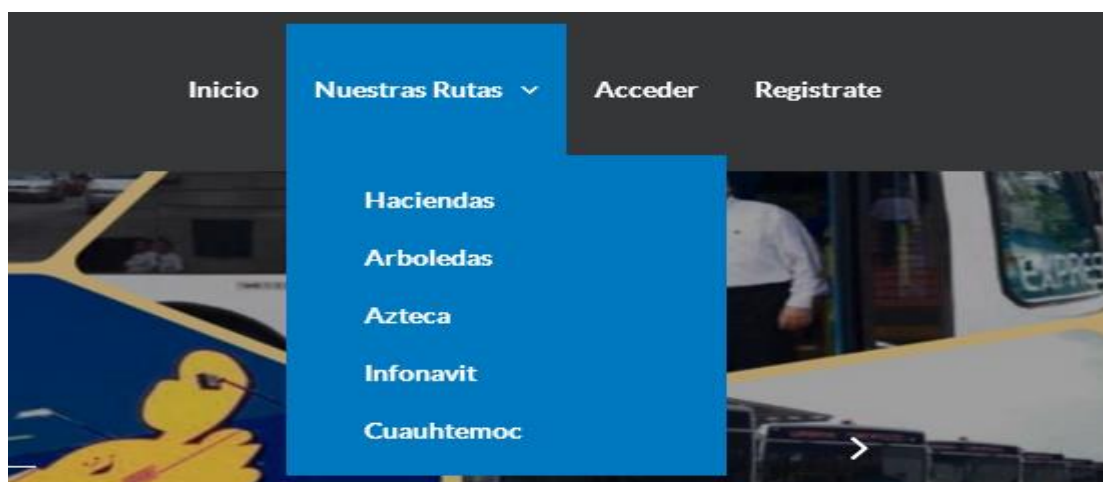 Inicio Nuestras Rutas Acceder Registrate
Haciendas
Arboledas
Azteca
Infonavit
Cuauhtemoc